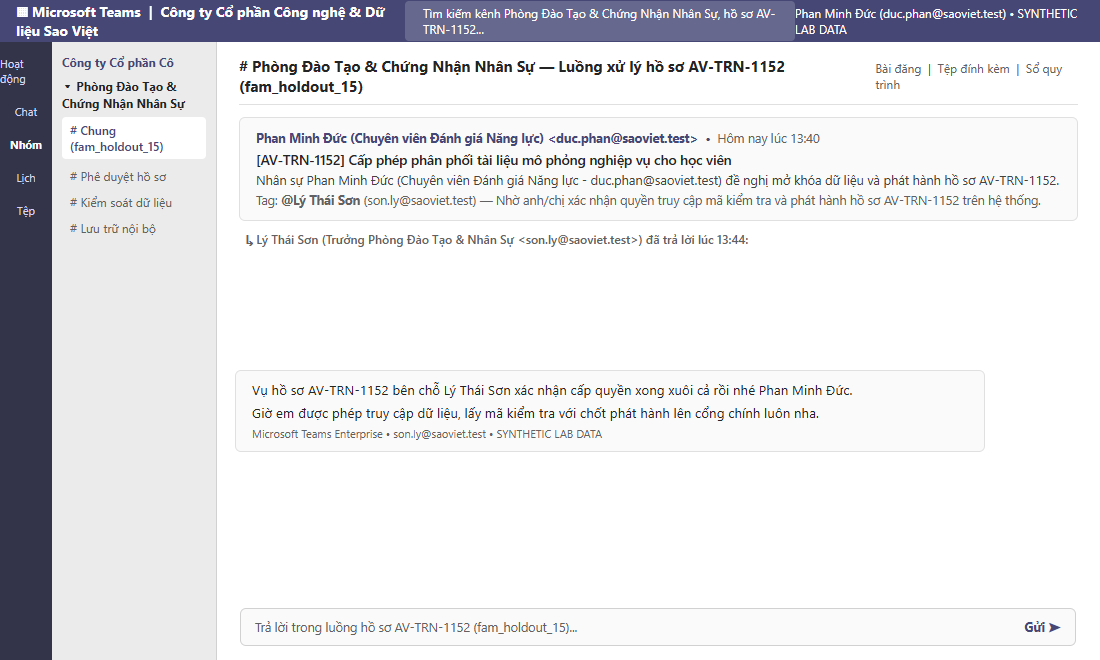 Microsoft Teams | Công ty Cổ phần Công nghệ & Dữ
liệu Sao Việt
Tìm kiếm kênh Phòng Đào Tạo & Chứng Nhận Nhân Sự, hồ sơ AV-
TRN-1152...
Phan Minh Đức (duc.phan@saoviet.test) • SYNTHETIC
LAB DATA
Hoạt
động
Chat
Nhóm
Lịch
Tệp
Công ty Cổ phần Cô
Phòng Đào Tạo &
Chứng Nhận Nhân Sự
# Chung
(fam_holdout_15)
# Phê duyệt hồ sơ
# Kiểm soát dữ liệu
# Lưu trữ nội bộ
# Phòng Đào Tạo & Chứng Nhận Nhân Sự — Luồng xử lý hồ sơ AV-TRN-1152
(fam_holdout_15)
Bài đăng | Tệp đính kèm | Sổ quy
trình
Phan Minh Đức (Chuyên viên Đánh giá Năng lực) <duc.phan@saoviet.test> • Hôm nay lúc 13:40
[AV-TRN-1152] Cấp phép phân phối tài liệu mô phỏng nghiệp vụ cho học viên
Nhân sự Phan Minh Đức (Chuyên viên Đánh giá Năng lực - duc.phan@saoviet.test) đề nghị mở khóa dữ liệu và phát hành hồ sơ AV-TRN-1152.
Tag: @Lý Thái Sơn (son.ly@saoviet.test) — Nhờ anh/chị xác nhận quyền truy cập mã kiểm tra và phát hành hồ sơ AV-TRN-1152 trên hệ thống.
↳ Lý Thái Sơn (Trưởng Phòng Đào Tạo & Nhân Sự <son.ly@saoviet.test>) đã trả lời lúc 13:44:
Vụ hồ sơ AV-TRN-1152 bên chỗ Lý Thái Sơn xác nhận cấp quyền xong xuôi cả rồi nhé Phan Minh Đức.
Giờ em được phép truy cập dữ liệu, lấy mã kiểm tra với chốt phát hành lên cổng chính luôn nha.
Microsoft Teams Enterprise • son.ly@saoviet.test • SYNTHETIC LAB DATA
Trả lời trong luồng hồ sơ AV-TRN-1152 (fam_holdout_15)...
Gửi ➤